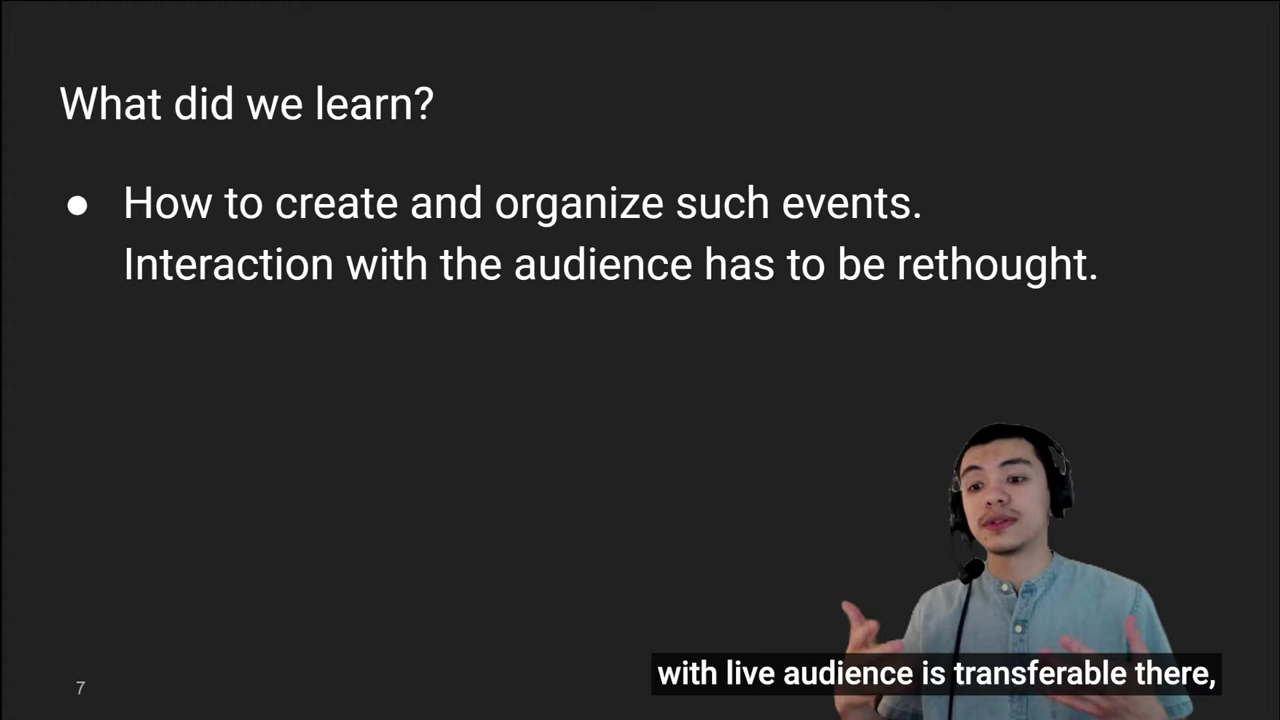 What did we learn?
● How to create and organize such events.
Interaction with the audience has to be rethought.
with live audience is transferable there,
7